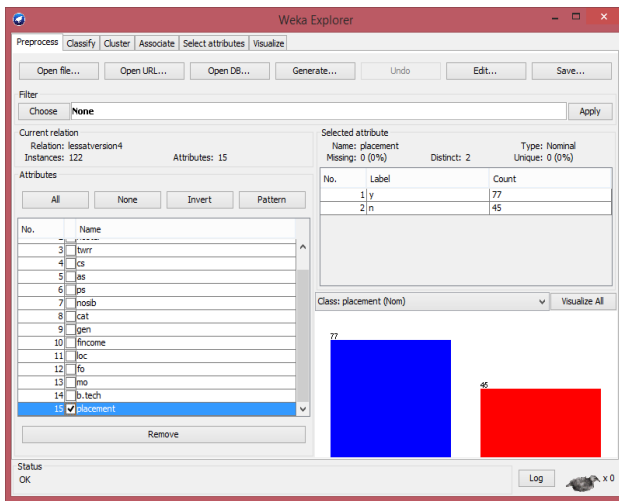 Weka Explorer
Preprocess Classify Cluster Associate Select attributes Visualize
Open file... Open URL... Open DB... Generate... Undo Edit... Save...
Filter
Choose None Apply
Current relation
Relation: lessatversion4
Instances: 122 Attributes: 15
Attributes
All None Invert Pattern
No. Name
3 twrr
4 cs
5 as
6 ps
7 nosib
8 cat
9 gen
10 fincome
11 loc
12 fo
13 mo
14 b.tech
15 placement
Remove
Selected attribute
Name: placement Type: Nominal
Missing: 0 (0%) Distinct: 2 Unique: 0 (0%)
No. Label Count
1 y 77
2 n 45
Class: placement (Nom) Visualize All
77
45
Status
OK
Log x 0